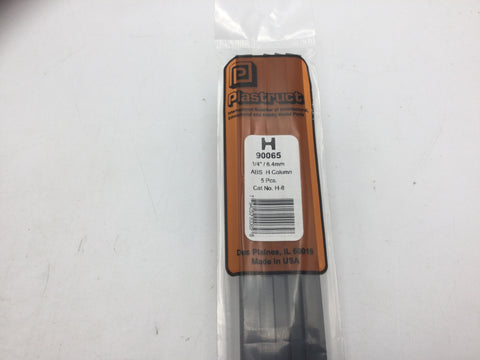 P
Plastruct
H
90065
1/4" / 6.4mm
ABS H Column
5 Pcs.
Cat No. H-8
Des Plaines, IL 60018
Made In USA